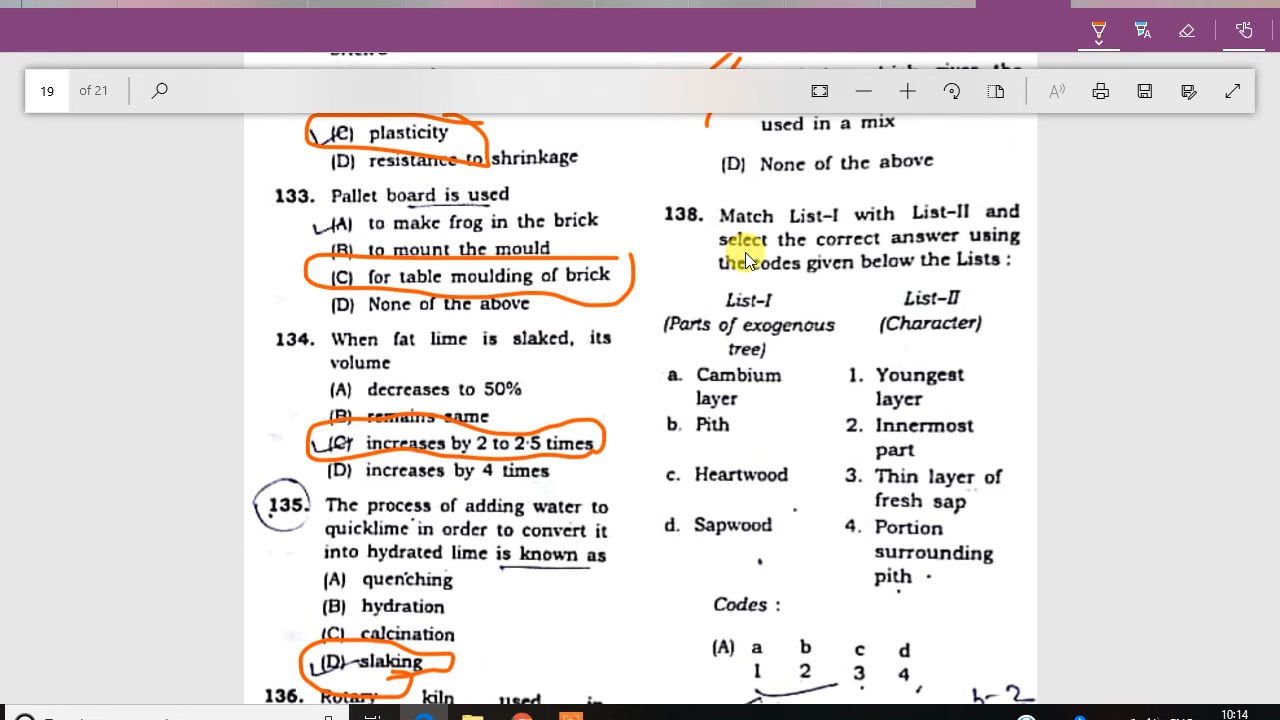 19 of 21
(C) plasticity
(D) resistance to shrinkage
133. Pallet board is used
(A) to make frog in the brick
(B) to mount the mould
(C) for table moulding of brick
(D) None of the above
134. When fat lime is slaked, its
volume
(A) decreases to 50%
(B) remains same
(C) increases by 2 to 2·5 times
(D) increases by 4 times
135. The process of adding water to
quicklime in order to convert it
into hydrated lime is known as
(A) quenching
(B) hydration
(C) calcination
(D) slaking
136. Rotary kiln used in
used in a mix
(D) None of the above
138. Match List-I with List-II and
select the correct answer using
the codes given below the Lists :
List-I List-II
(Parts of exogenous (Character)
tree)
a. Cambium 1. Youngest
layer layer
b. Pith 2. Innermost
part
c. Heartwood 3. Thin layer of
fresh sap
d. Sapwood 4. Portion
surrounding
pith
Codes :
(A) a b c d
1 2 3 4
b-2
10:14